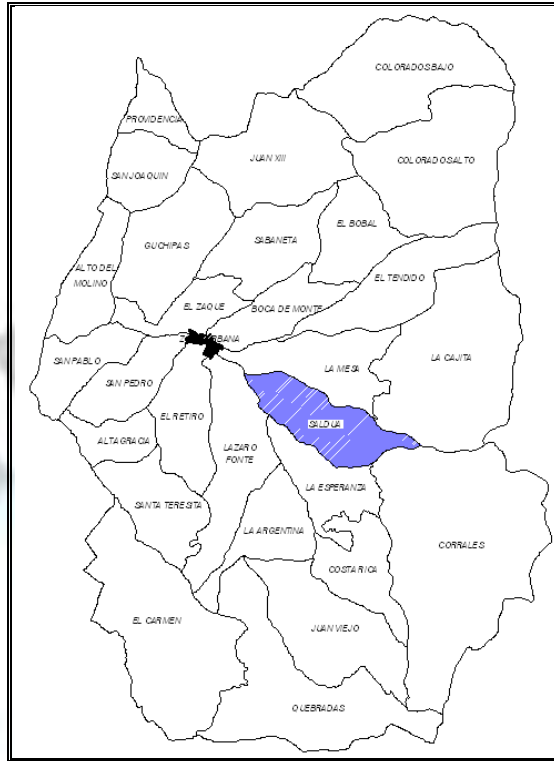 COLORADOS BAJO
PROVIDENCIA
JUAN XIII
COLORADOS ALTO
SAN JOAQUIN
EL BOBAL
GUCHIPAS
SABANETA
ALTO DEL
MOLINO
EL TENDIDO
EL ZAQUE
BOCA DE MONTE
URBANA
LA CAJITA
SAN PABLO
LA MESA
SAN PEDRO
EL RETIRO
SALDUA
ALTAGRACIA
LAZARO
FONTE
LA ESPERANZA
SANTA TERESITA
LA ARGENTINA
CORRALES
COSTA RICA
EL CARMEN
JUAN VIEJO
QUEBRADAS